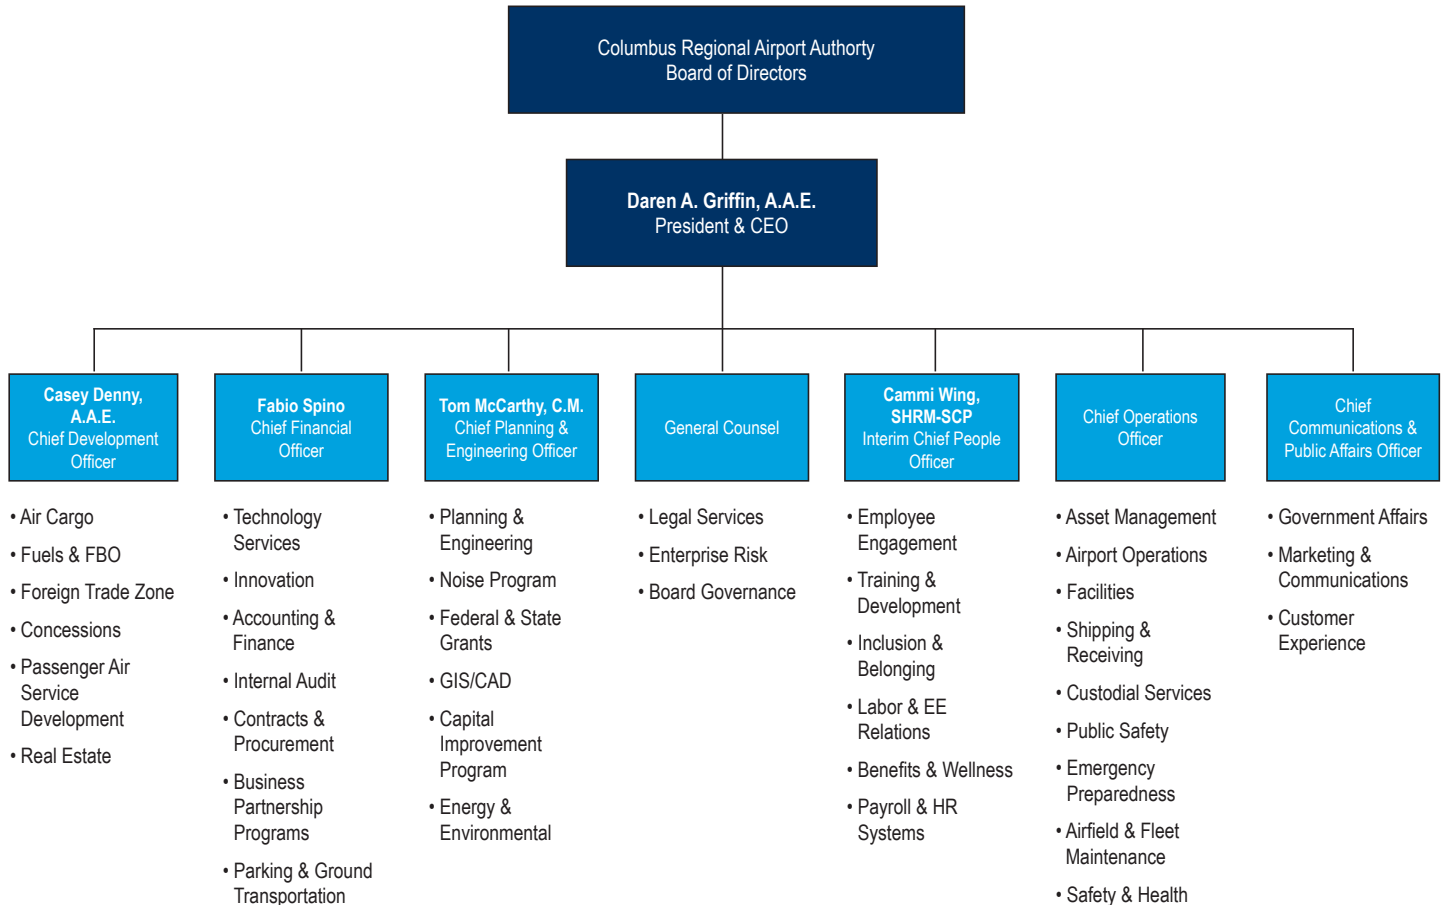 Columbus Regional Airport Authorty
Board of Directors
Daren A. Griffin, A.A.E.
President & CEO
Casey Denny,
A.A.E.
Chief Development
Officer
• Air Cargo
• Fuels & FBO
• Foreign Trade Zone
• Concessions
• Passenger Air
Service
Development
• Real Estate
Fabio Spino
Chief Financial
Officer
• Technology
Services
• Innovation
• Accounting &
Finance
• Internal Audit
• Contracts &
Procurement
• Business
Partnership
Programs
• Parking & Ground
Transportation
Tom McCarthy, C.M.
Chief Planning &
Engineering Officer
• Planning &
Engineering
• Noise Program
• Federal & State
Grants
• GIS/CAD
• Capital
Improvement
Program
• Energy &
Environmental
General Counsel
• Legal Services
• Enterprise Risk
• Board Governance
Cammi Wing,
SHRM-SCP
Interim Chief People
Officer
• Employee
Engagement
• Training &
Development
• Inclusion &
Belonging
• Labor & EE
Relations
• Benefits & Wellness
• Payroll & HR
Systems
Chief Operations
Officer
• Asset Management
• Airport Operations
• Facilities
• Shipping &
Receiving
• Custodial Services
• Public Safety
• Emergency
Preparedness
• Airfield & Fleet
Maintenance
• Safety & Health
Chief
Communications &
Public Affairs Officer
• Government Affairs
• Marketing &
Communications
• Customer
Experience